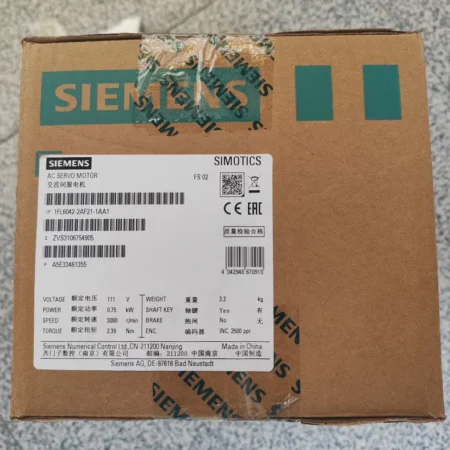 SIEMENS
SIEMENS
SIMOTICS
AC SERVO MOTOR
交流伺服电机
FS 02
1P 1FL6042-2AF21-1AA1
S ZVS3106754905
CE EAC
质量检验合格
P A5E33461355
4 042948 670910
VOLTAGE 额定电压 111 V WEIGHT 重量 3.2 kg
POWER 额定功率 0.75 kW SHAFT KEY 轴键 Yes 有
SPEED 额定转速 3000 r/min BRAKE 抱闸 No 无
TORQUE 额定扭矩 2.39 Nm ENC. 编码器 INC. 2500 ppr
Siemens Numerical Control Ltd.,CN-211200 Nanjing Made in China
西门子数控（南京）有限公司 邮编：211200 中国南京 中国制造
Siemens AG, DE-97616 Bad Neustadt